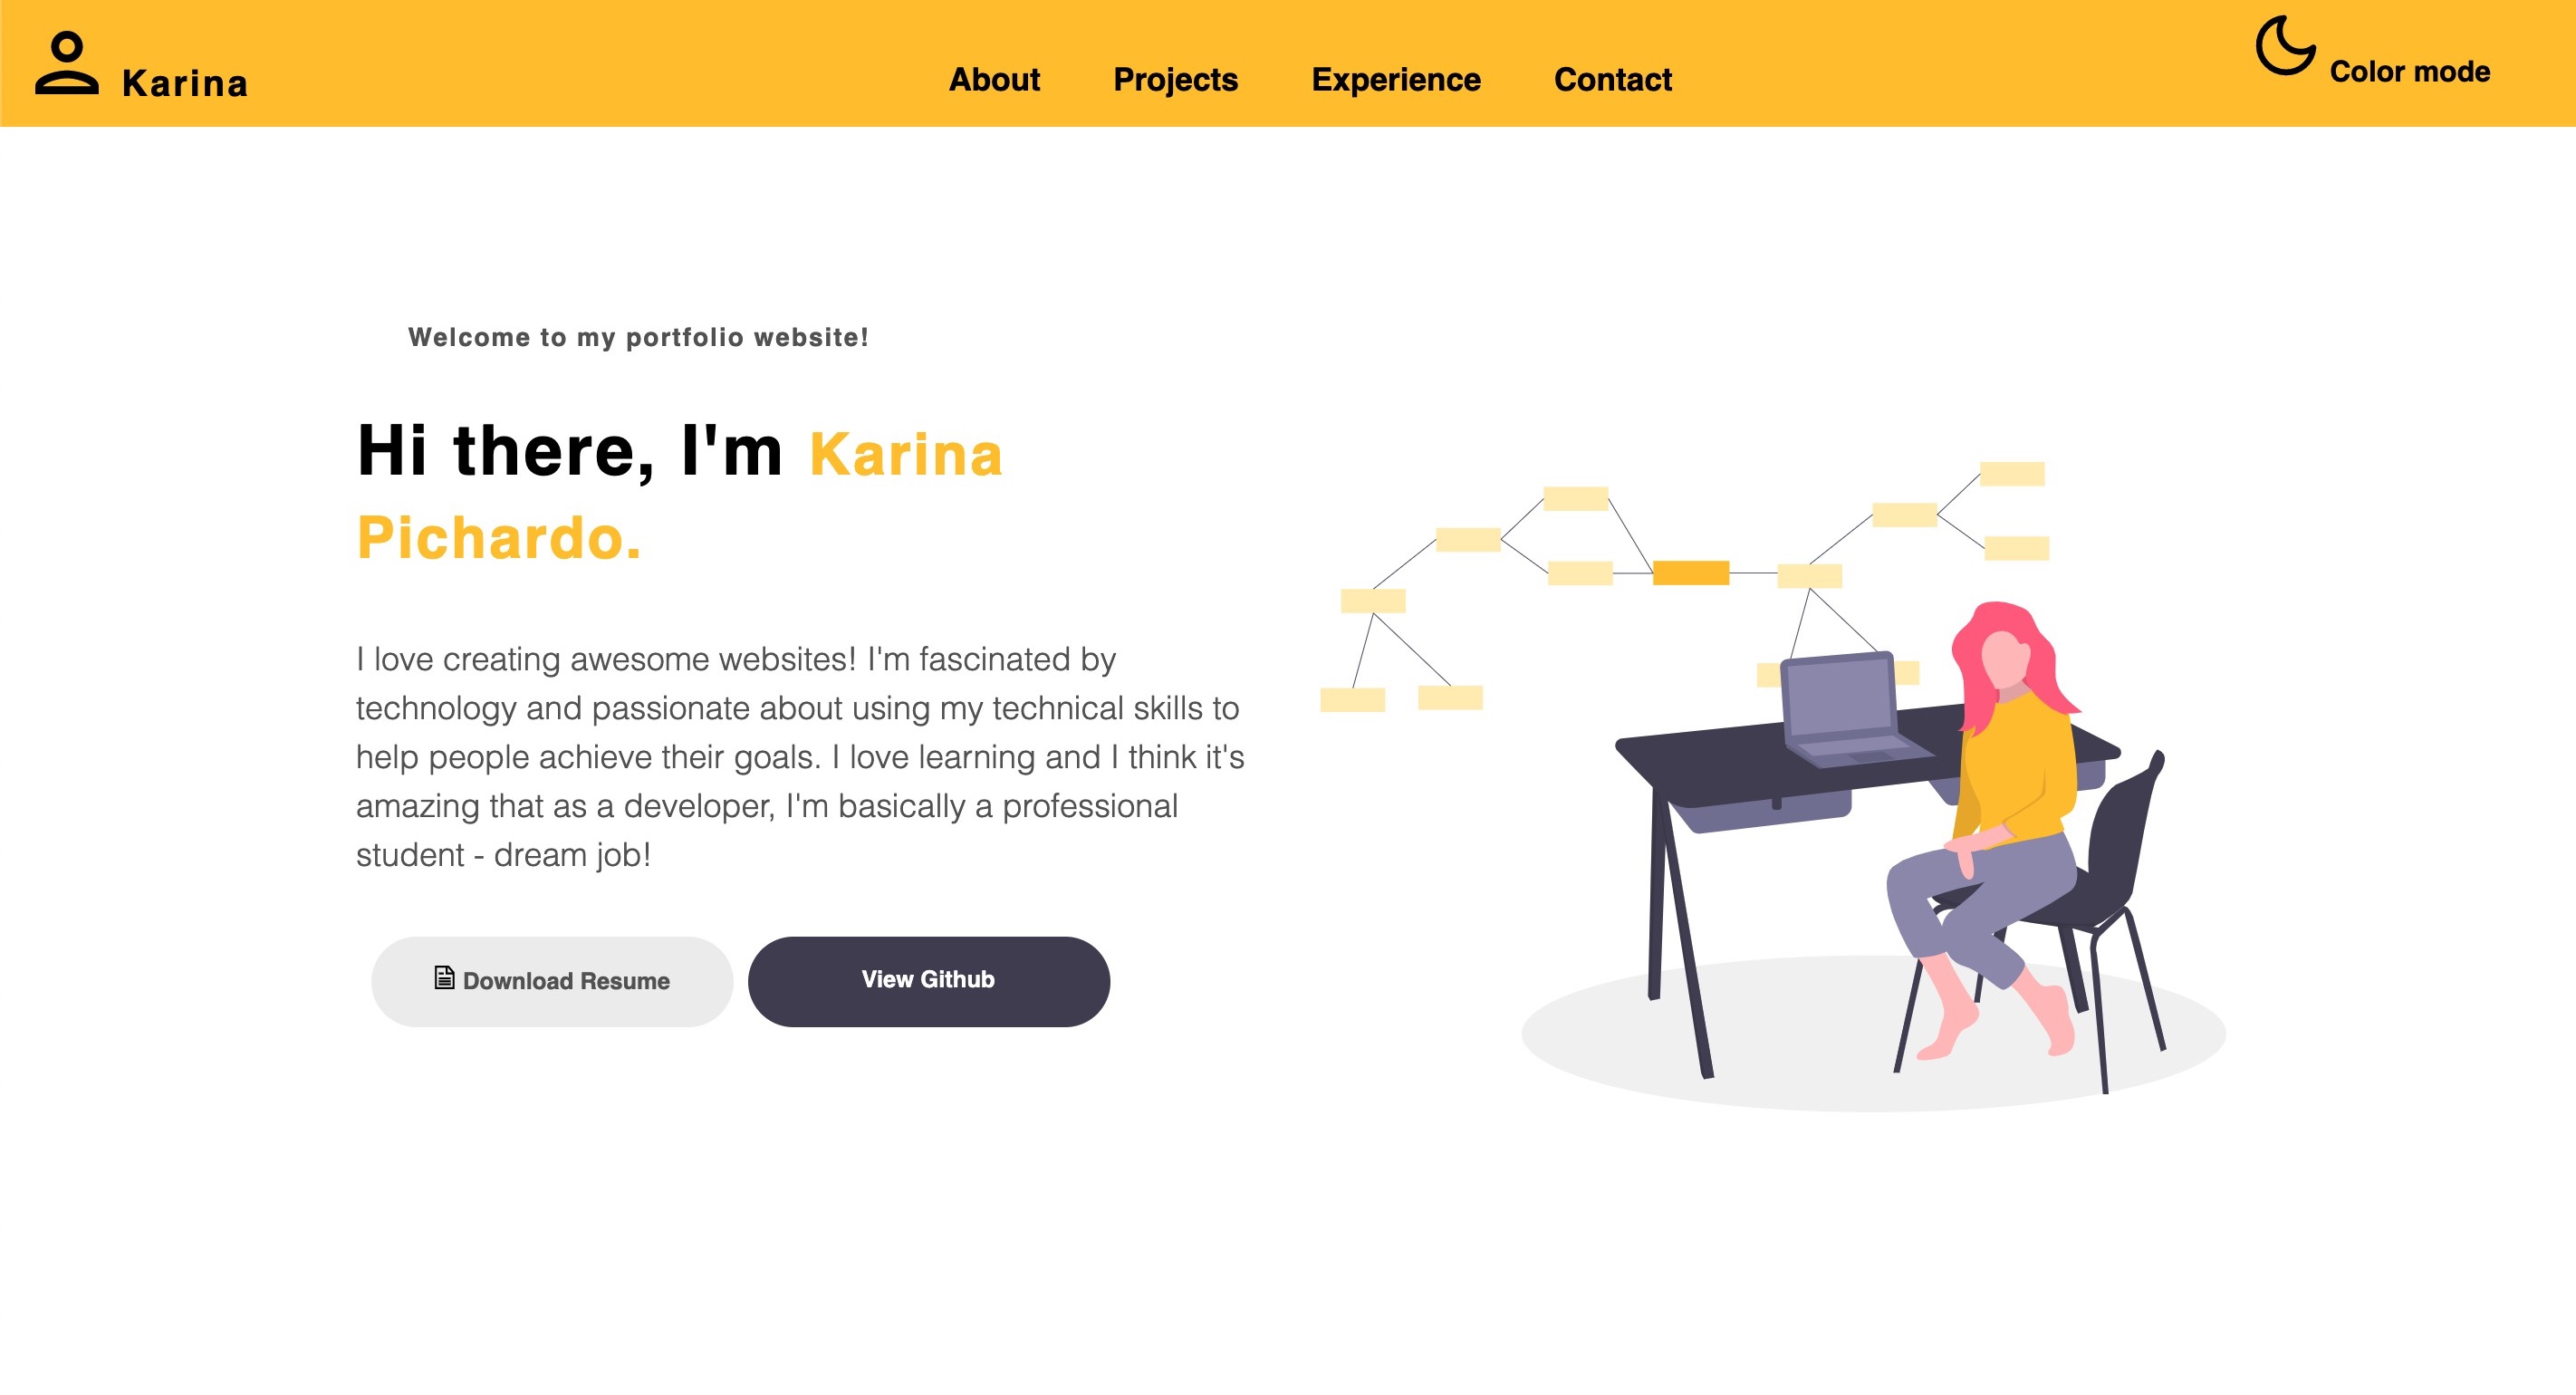 Karina
About Projects Experience Contact
Color mode
Welcome to my portfolio website!
Hi there, I'm Karina
Pichardo.
I love creating awesome websites! I'm fascinated by
technology and passionate about using my technical skills to
help people achieve their goals. I love learning and I think it's
amazing that as a developer, I'm basically a professional
student - dream job!
Download Resume
View Github